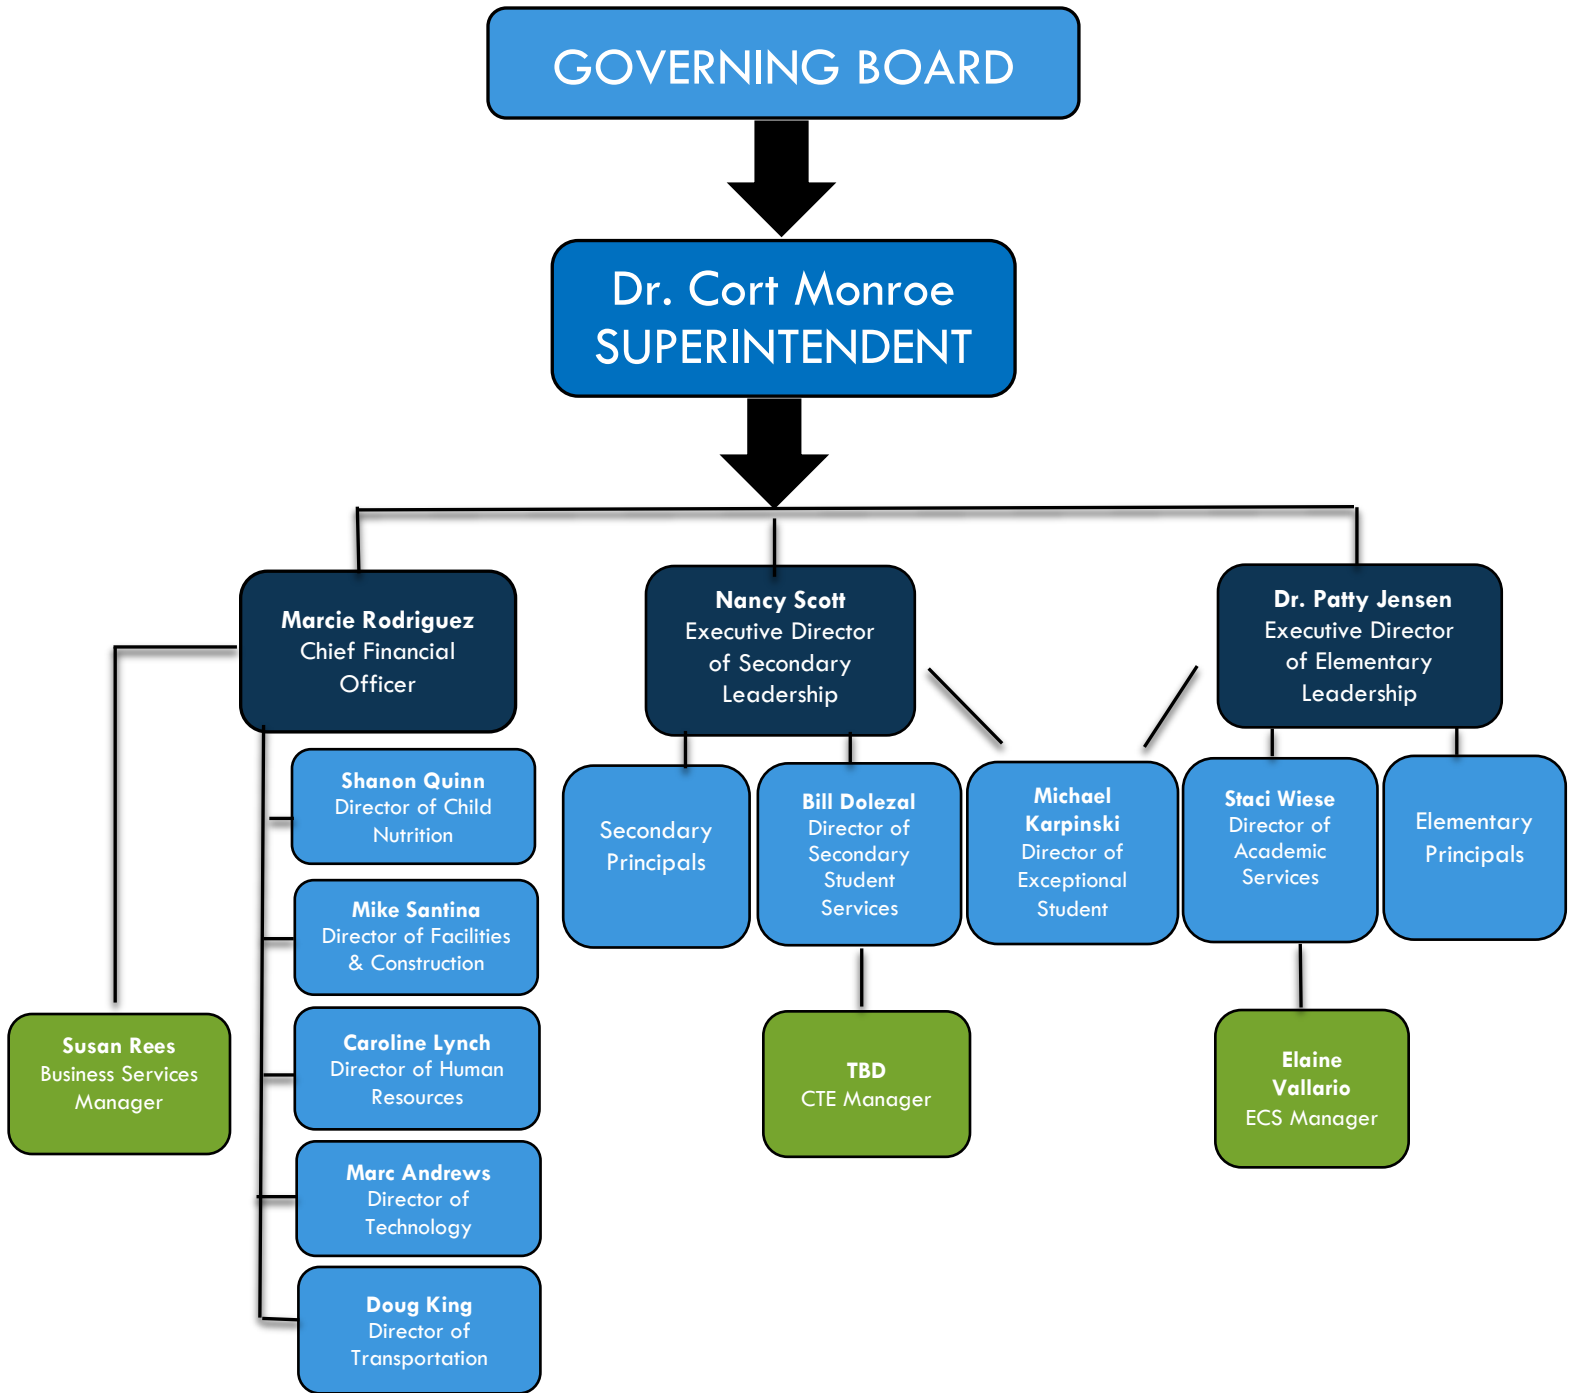 GOVERNING BOARD
Dr. Cort Monroe
SUPERINTENDENT
Marcie Rodriguez
Chief Financial
Officer
Nancy Scott
Executive Director
of Secondary
Leadership
Dr. Patty Jensen
Executive Director
of Elementary
Leadership
Shanon Quinn
Director of Child
Nutrition
Mike Santina
Director of Facilities
& Construction
Caroline Lynch
Director of Human
Resources
Marc Andrews
Director of
Technology
Doug King
Director of
Transportation
Susan Rees
Business Services
Manager
Secondary
Principals
Bill Dolezal
Director of
Secondary
Student
Services
Michael
Karpinski
Director of
Exceptional
Student
Staci Wiese
Director of
Academic
Services
Elementary
Principals
TBD
CTE Manager
Elaine
Vallario
ECS Manager